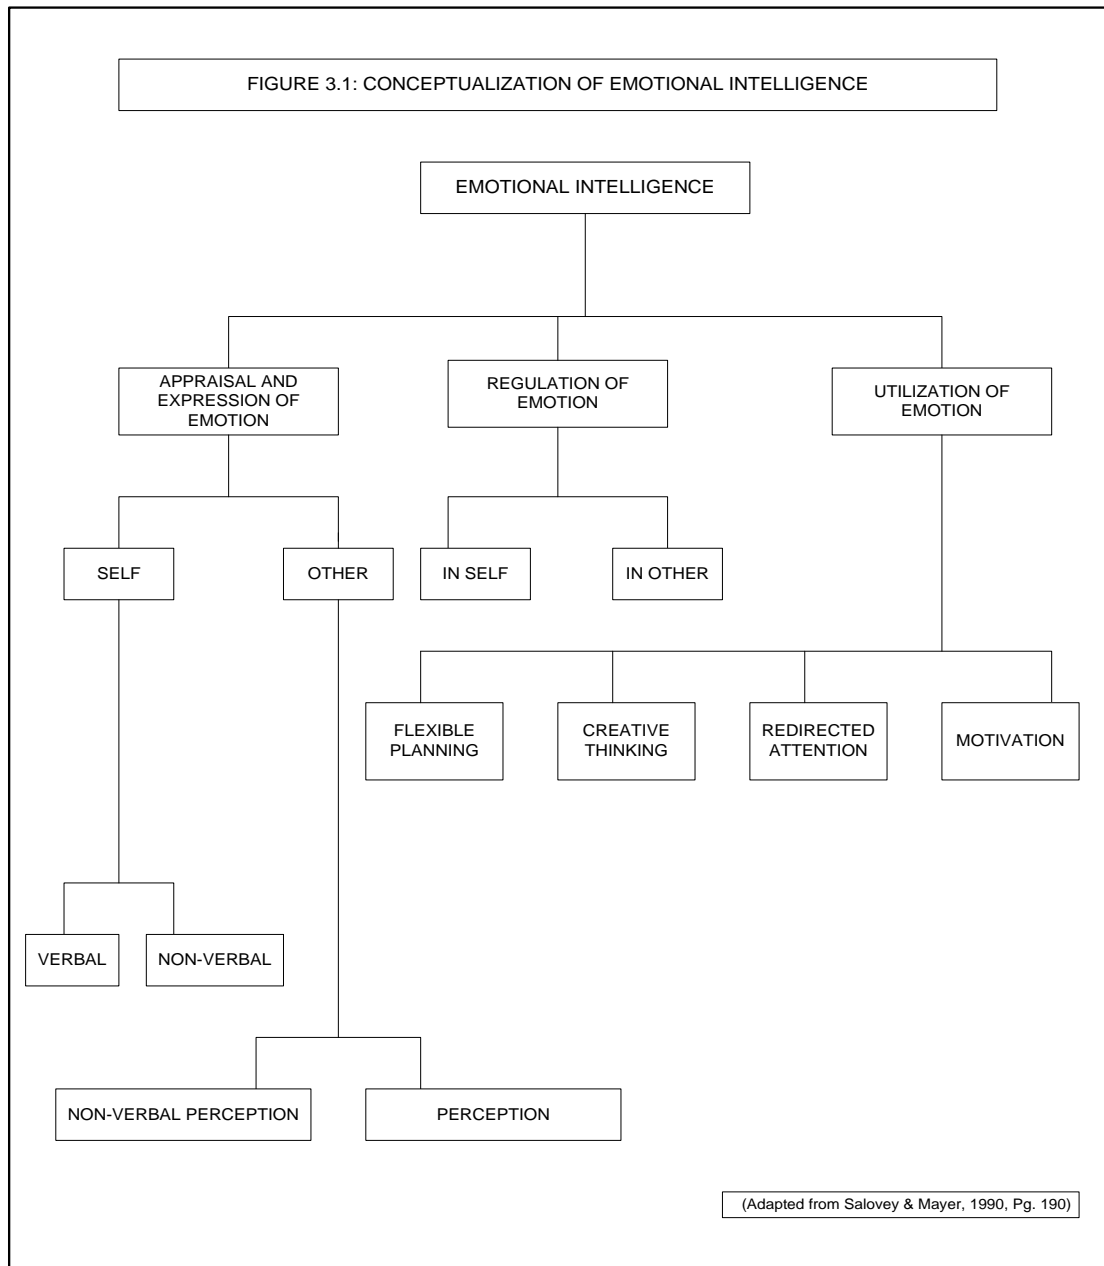 FIGURE 3.1: CONCEPTUALIZATION OF EMOTIONAL INTELLIGENCE
EMOTIONAL INTELLIGENCE
APPRAISAL AND
EXPRESSION OF
EMOTION
REGULATION OF
EMOTION
UTILIZATION OF
EMOTION
SELF
OTHER
IN SELF
IN OTHER
FLEXIBLE
PLANNING
CREATIVE
THINKING
REDIRECTED
ATTENTION
MOTIVATION
VERBAL
NON-VERBAL
NON-VERBAL PERCEPTION
PERCEPTION
(Adapted from Salovey & Mayer, 1990, Pg. 190)